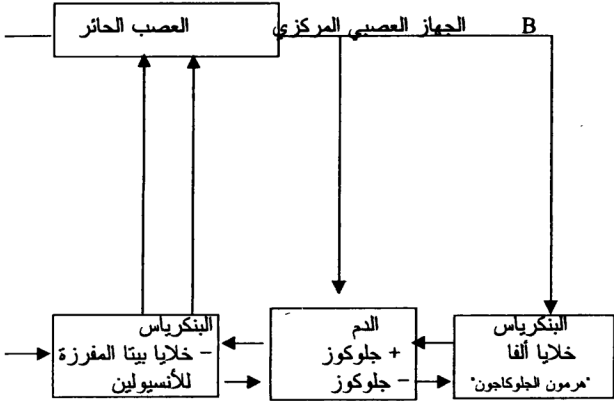 العصب الحائر
الجهاز العصبي المركزي B
البنكرياس
– خلايا بيتا المفرزة
للأنسيولين
الدم
+ جلوكوز
– جلوكوز
البنكرياس
خلايا ألفا
"هرمون الجلوكاجون"